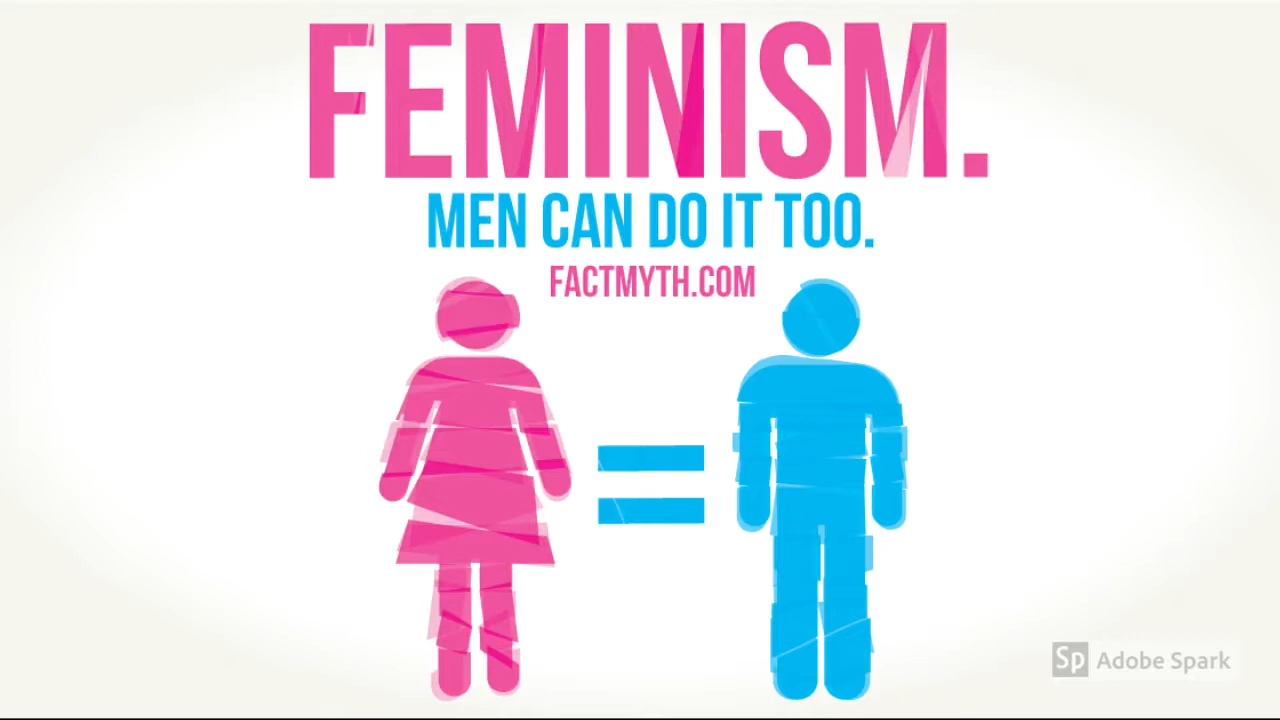 FEMINISM.
MEN CAN DO IT TOO.
FACTMYTH.COM
Sp Adobe Spark